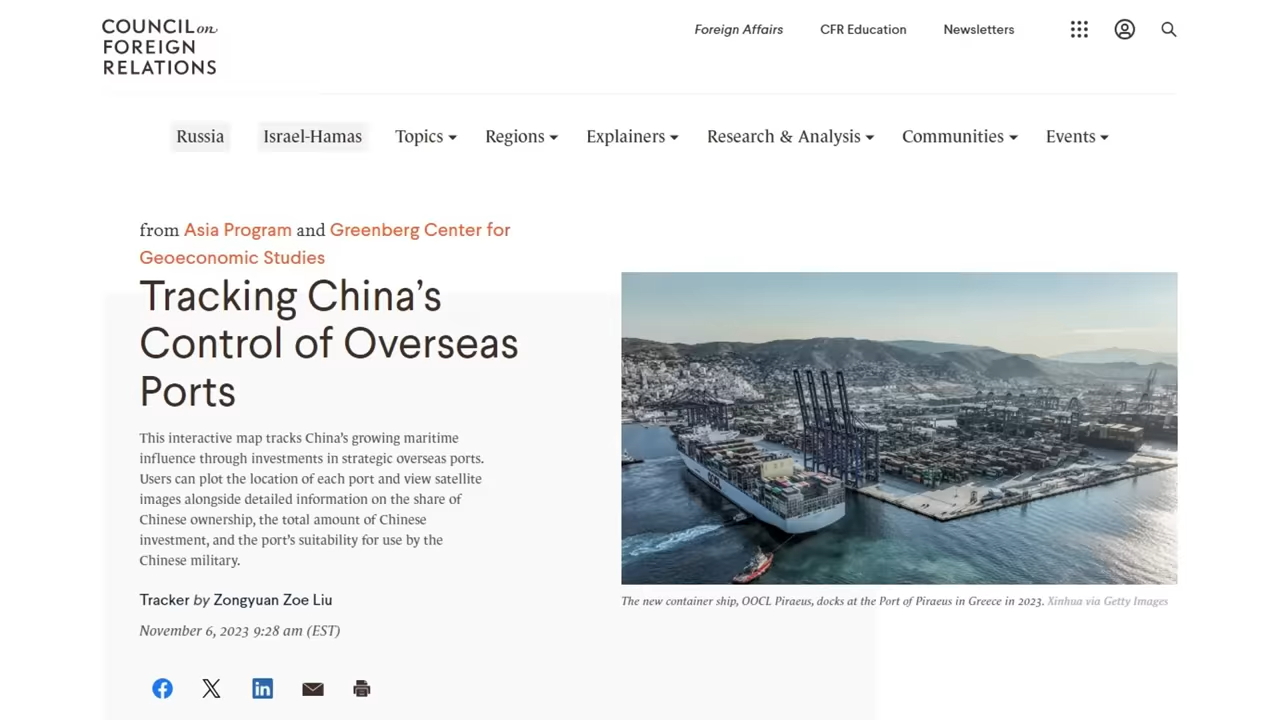 COUNCIL on
FOREIGN
RELATIONS
Foreign Affairs
CFR Education
Newsletters
Russia
Israel-Hamas
Topics
Regions
Explainers
Research & Analysis
Communities
Events
from Asia Program and Greenberg Center for
Geoeconomic Studies
Tracking China’s
Control of Overseas
Ports
This interactive map tracks China’s growing maritime
influence through investments in strategic overseas ports.
Users can plot the location of each port and view satellite
images alongside detailed information on the share of
Chinese ownership, the total amount of Chinese
investment, and the port’s suitability for use by the
Chinese military.
Tracker by Zongyuan Zoe Liu
November 6, 2023 9:28 am (EST)
OOCL
The new container ship, OOCL Piraeus, docks at the Port of Piraeus in Greece in 2023. Xinhua via Getty Images